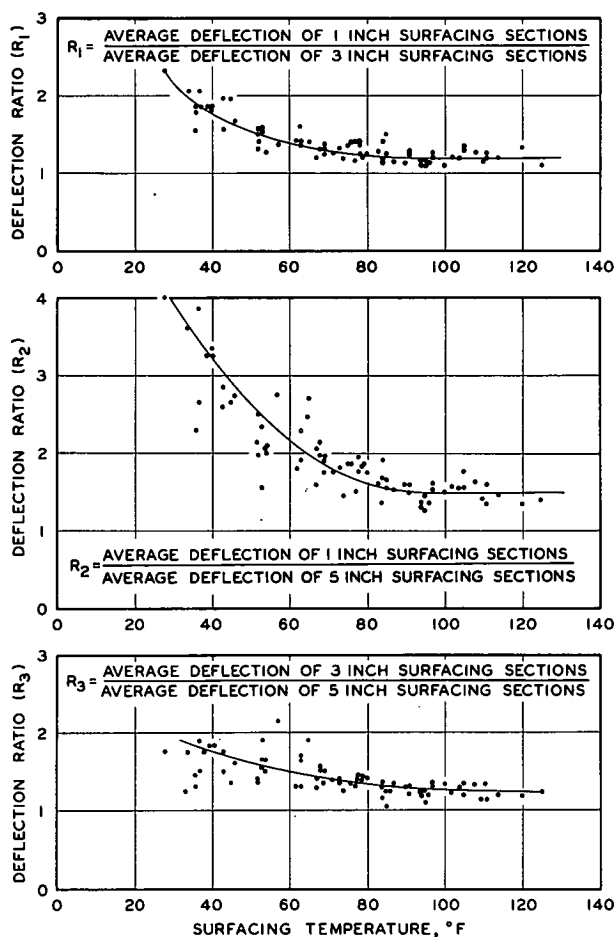 3
R1 = AVERAGE DEFLECTION OF 1 INCH SURFACING SECTIONS
AVERAGE DEFLECTION OF 3 INCH SURFACING SECTIONS
2
1
0
DEFLECTION RATIO (R1)
0 20 40 60 80 100 120 140
4
3
2
1
0
DEFLECTION RATIO (R2)
R2 = AVERAGE DEFLECTION OF 1 INCH SURFACING SECTIONS
AVERAGE DEFLECTION OF 5 INCH SURFACING SECTIONS
0 20 40 60 80 100 120 140
3
R3 = AVERAGE DEFLECTION OF 3 INCH SURFACING SECTIONS
AVERAGE DEFLECTION OF 5 INCH SURFACING SECTIONS
2
1
0
DEFLECTION RATIO (R3)
0 20 40 60 80 100 120 140
SURFACING TEMPERATURE, °F